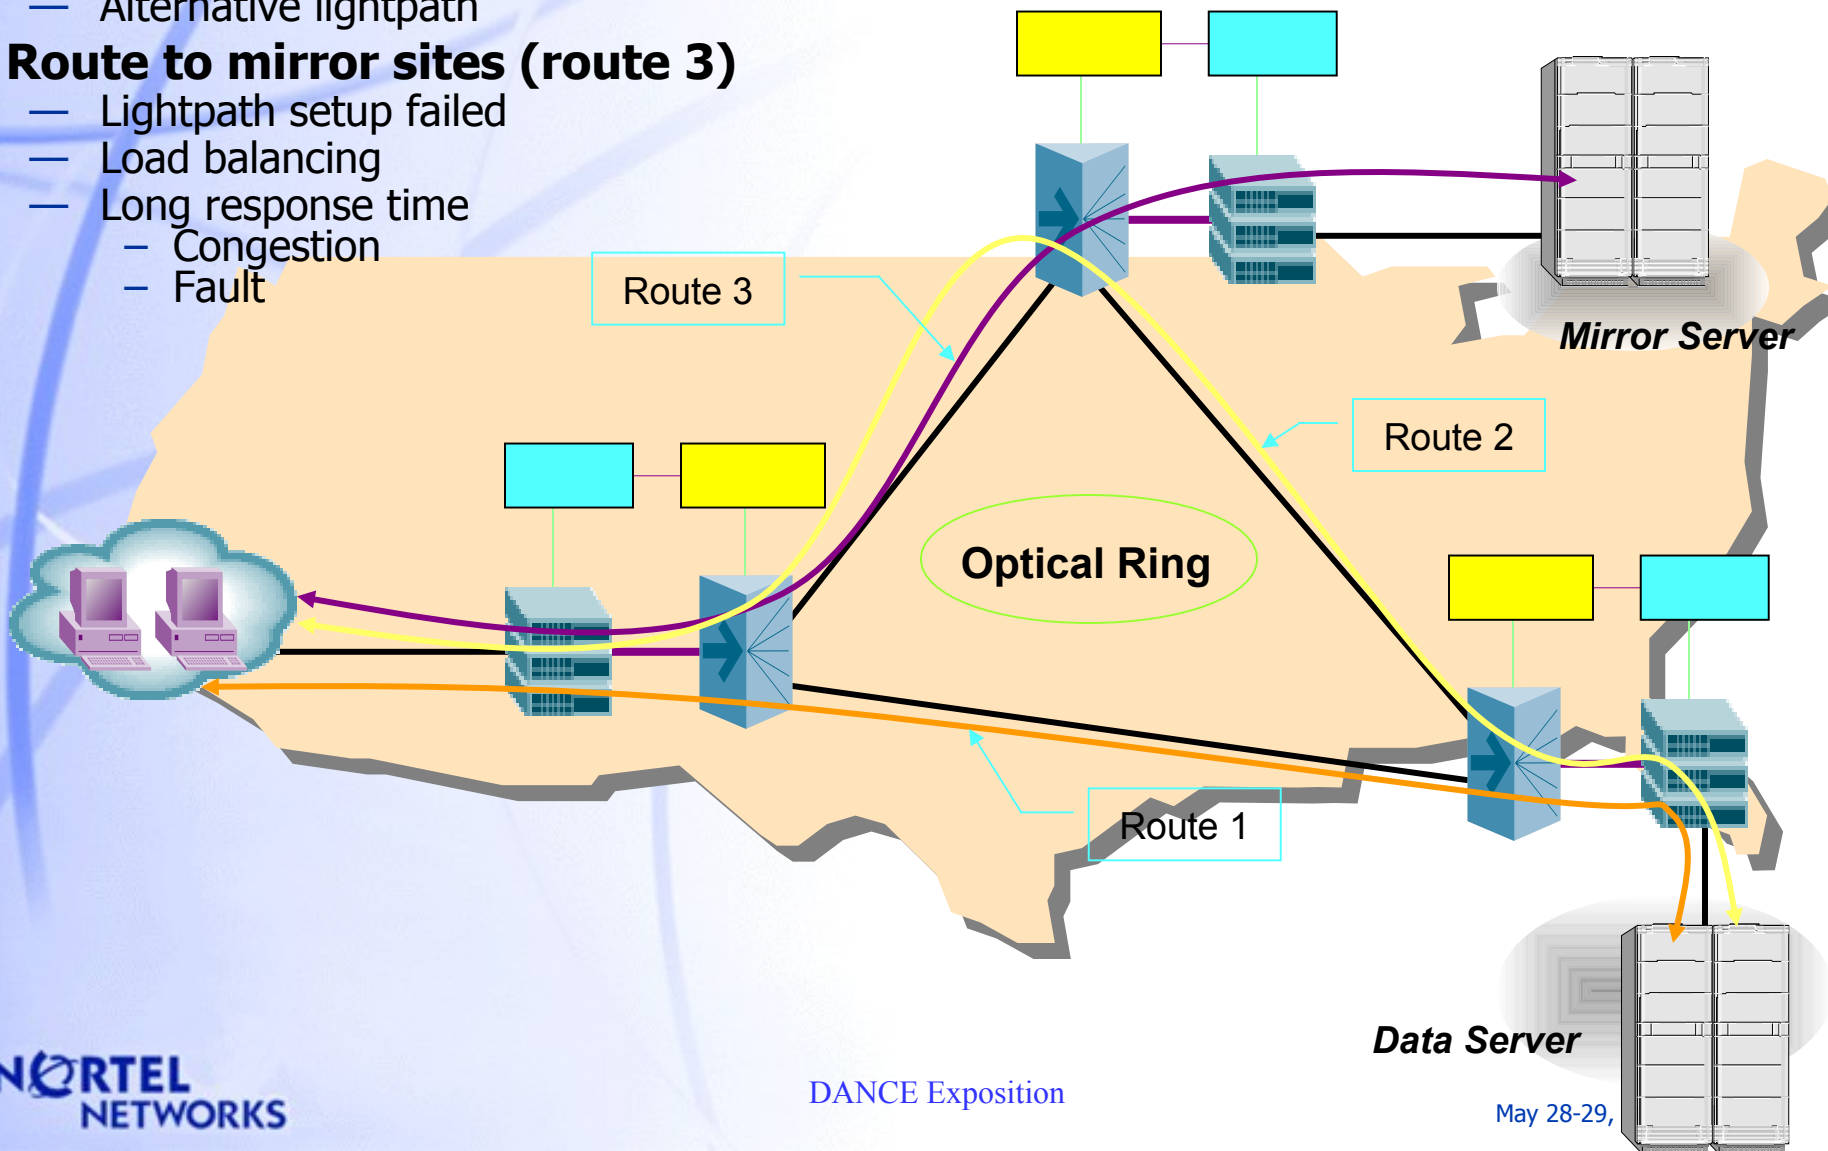 — Alternative lightpath
Route to mirror sites (route 3)
— Lightpath setup failed
— Load balancing
— Long response time
– Congestion
– Fault
Route 3
Mirror Server
Route 2
Optical Ring
Route 1
Data Server
NORTEL
NETWORKS
DANCE Exposition
May 28-29,